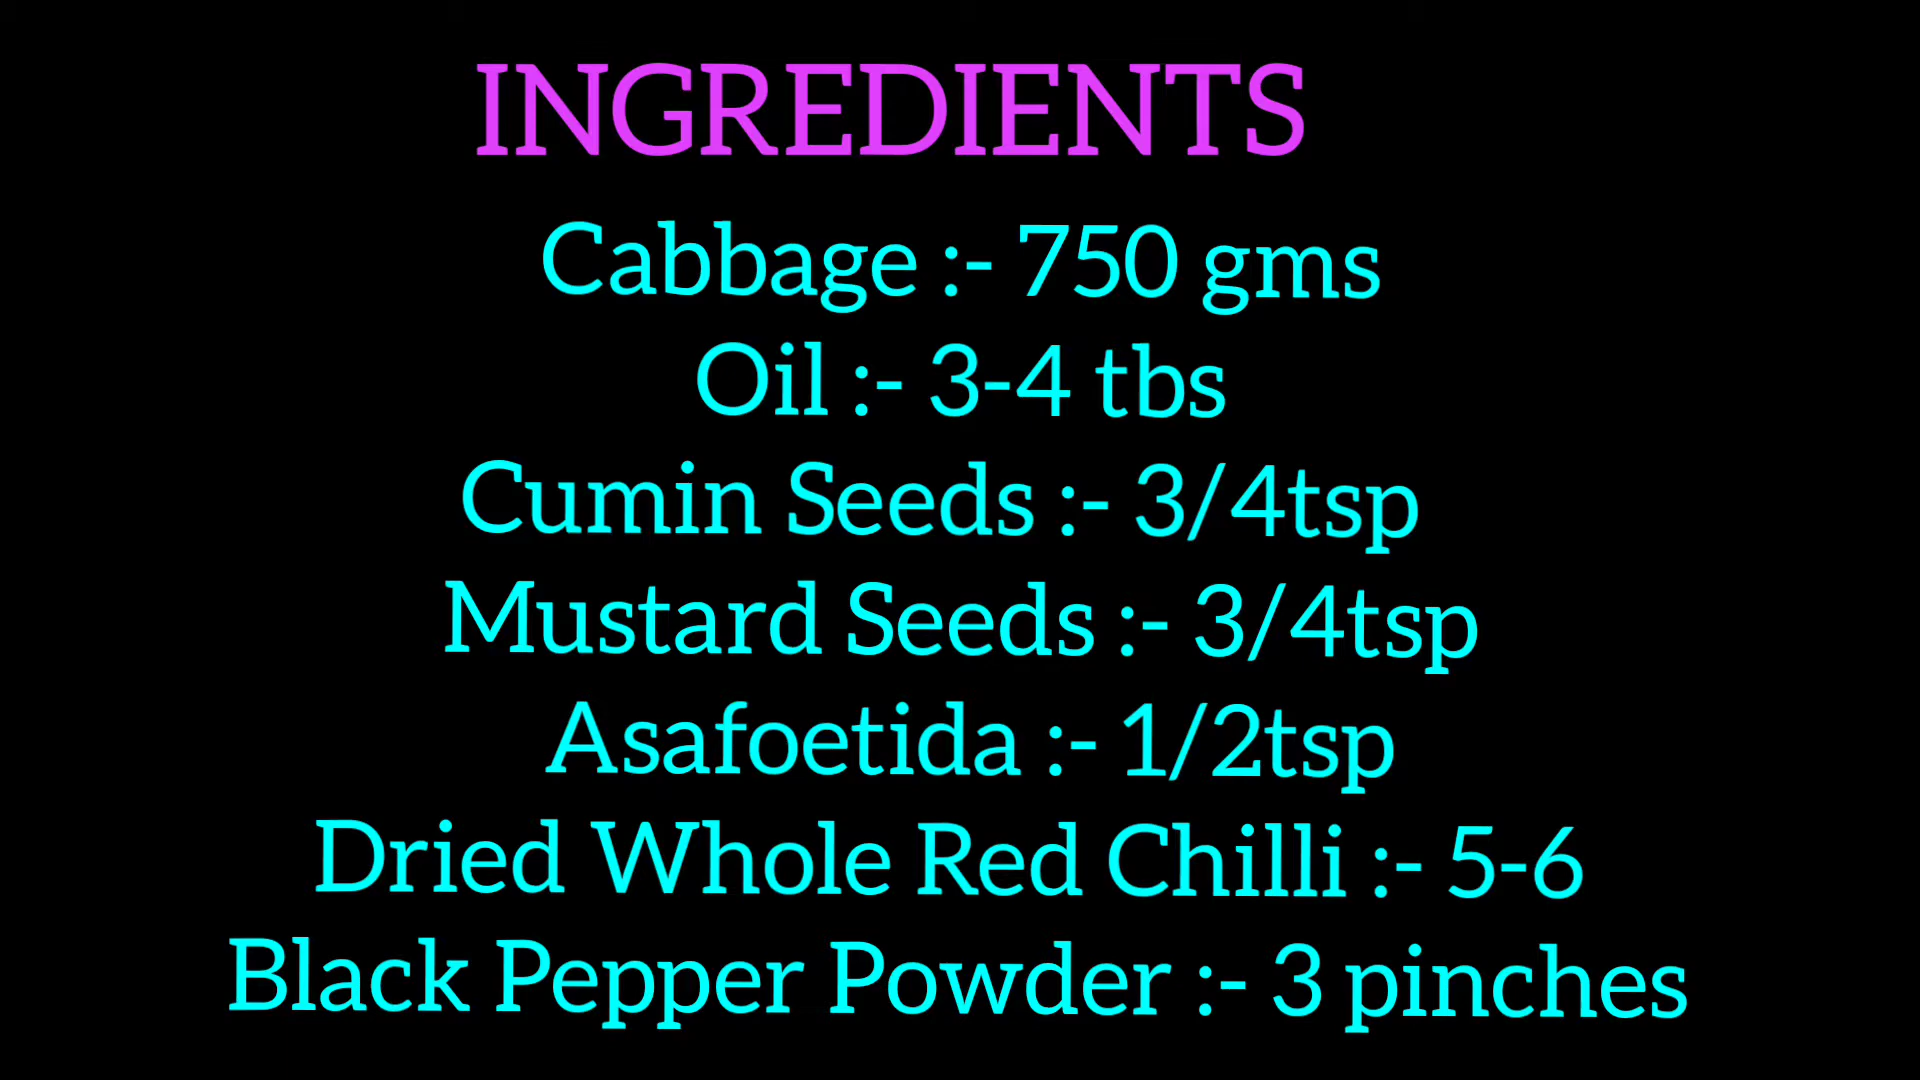 INGREDIENTS
Cabbage :- 750 gms
Oil :- 3-4 tbs
Cumin Seeds :- 3/4tsp
Mustard Seeds :- 3/4tsp
Asafoetida :- 1/2tsp
Dried Whole Red Chilli :- 5-6
Black Pepper Powder :- 3 pinches